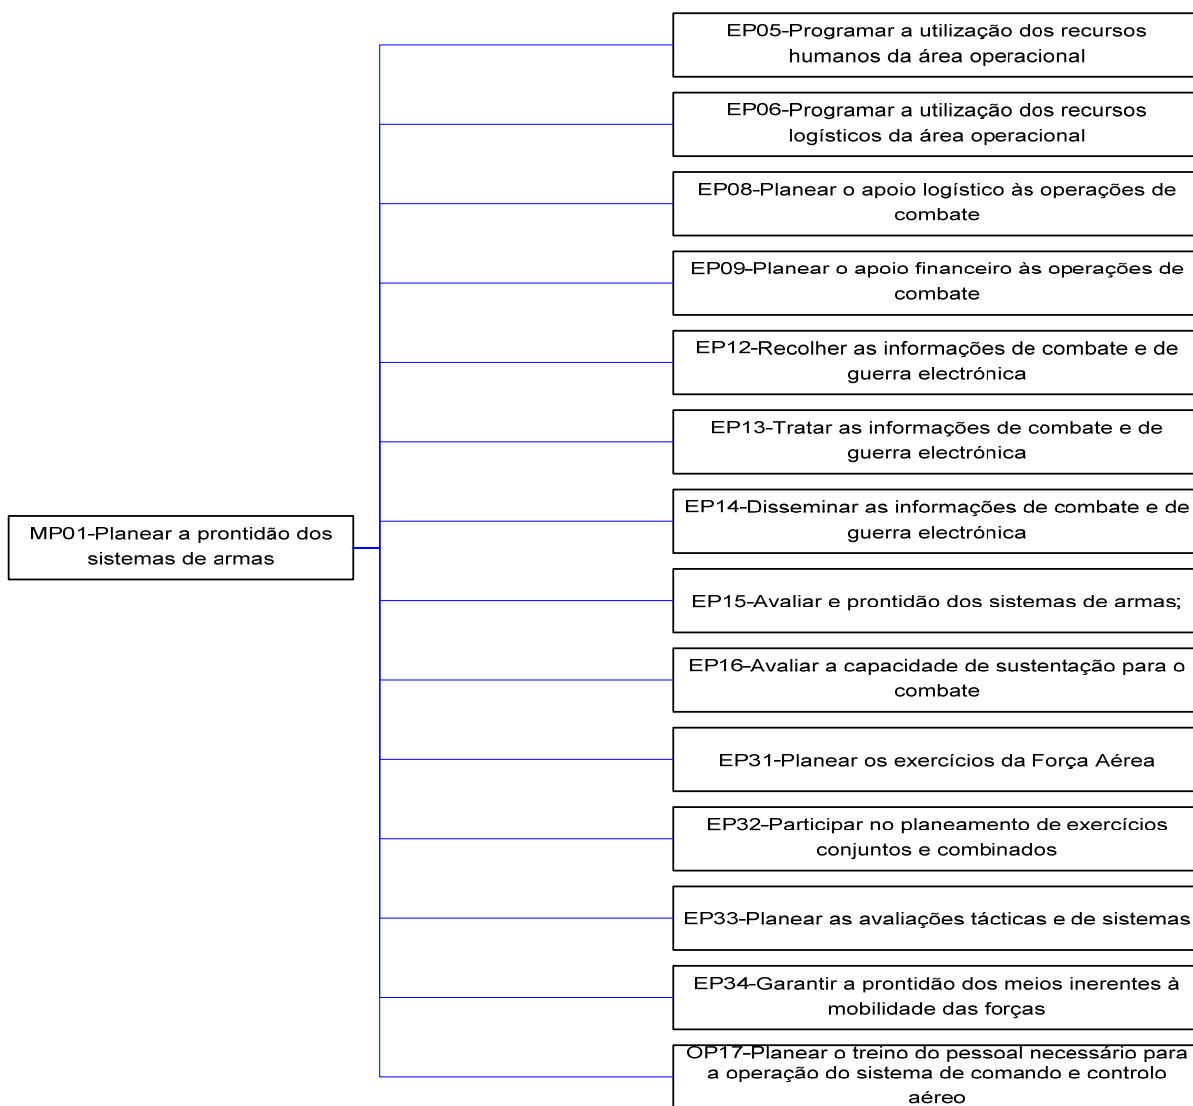 EP05-Programar a utilização dos recursos
humanos da área operacional
EP06-Programar a utilização dos recursos
logísticos da área operacional
EP08-Planear o apoio logístico às operações de
combate
EP09-Planear o apoio financeiro às operações de
combate
EP12-Recolher as informações de combate e de
guerra electrónica
EP13-Tratar as informações de combate e de
guerra electrónica
EP14-Disseminar as informações de combate e de
guerra electrónica
MP01-Planear a prontidão dos
sistemas de armas
EP15-Avaliar e prontidão dos sistemas de armas;
EP16-Avaliar a capacidade de sustentação para o
combate
EP31-Planear os exercícios da Força Aérea
EP32-Participar no planeamento de exercícios
conjuntos e combinados
EP33-Planear as avaliações tácticas e de sistemas
EP34-Garantir a prontidão dos meios inerentes à
mobilidade das forças
OP17-Planear o treino do pessoal necessário para
a operação do sistema de comando e controlo
aéreo